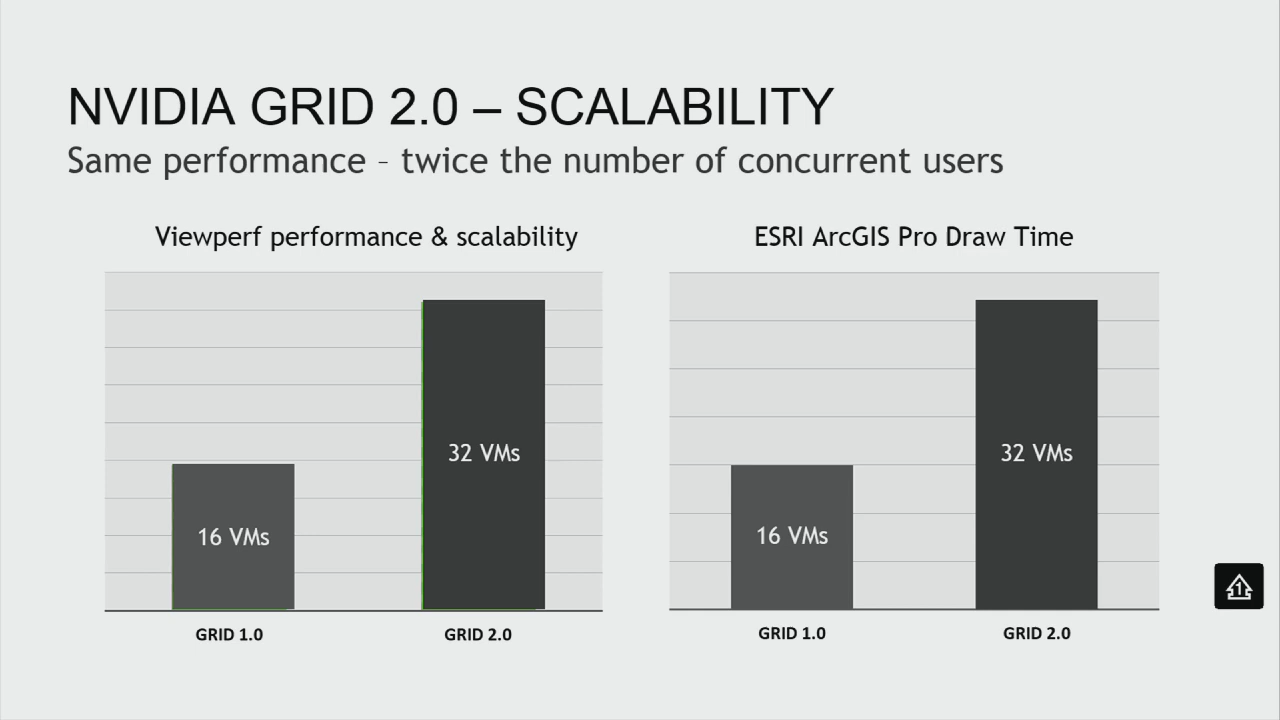 NVIDIA GRID 2.0 – SCALABILITY
Same performance – twice the number of concurrent users
Viewperf performance & scalability
16 VMs
32 VMs
GRID 1.0
GRID 2.0
ESRI ArcGIS Pro Draw Time
16 VMs
32 VMs
GRID 1.0
GRID 2.0
1